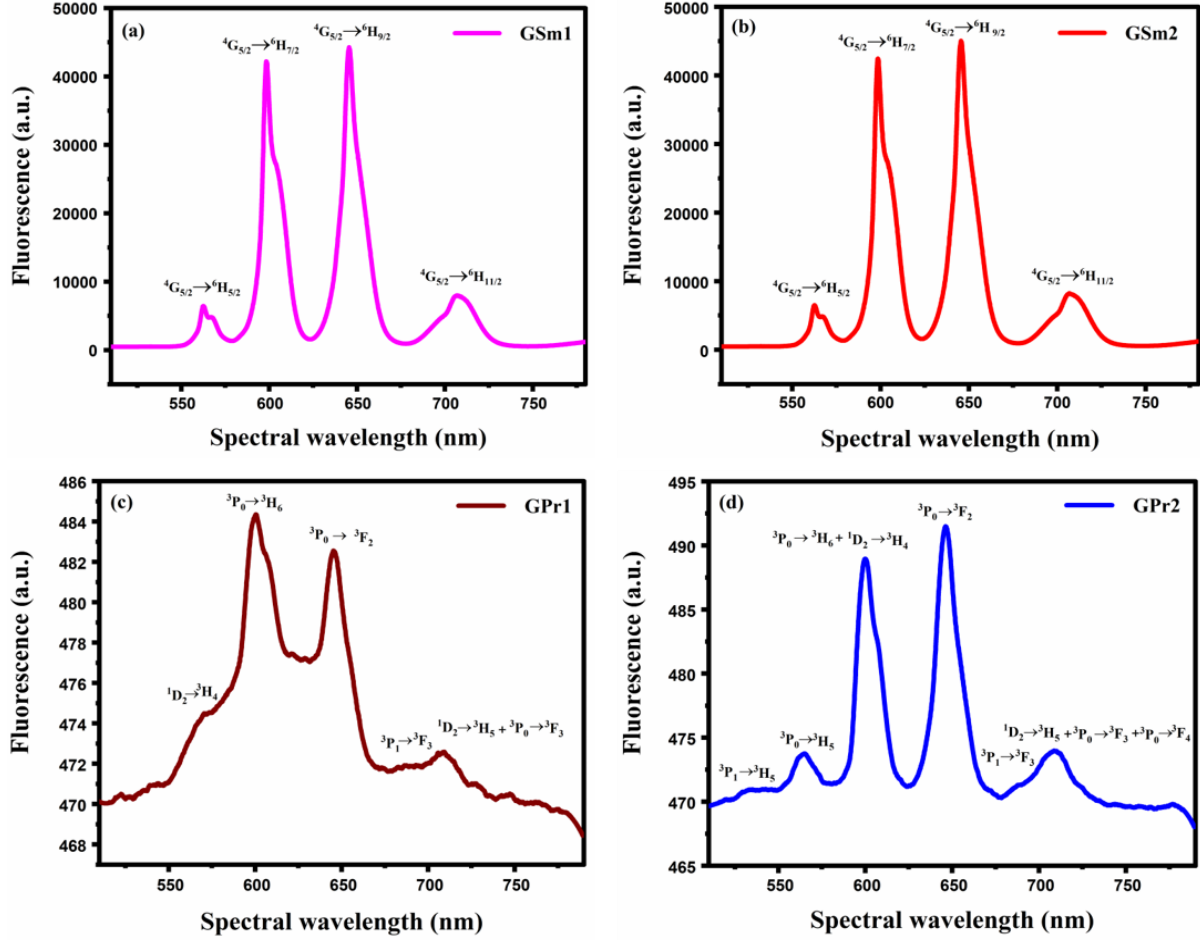 (a)
GSm1
⁴G₅/₂→⁶H₅/₂
⁴G₅/₂→⁶H₇/₂
⁴G₅/₂→⁶H₉/₂
⁴G₅/₂→⁶H₁₁/₂
50000
40000
30000
20000
10000
0
Fluorescence (a.u.)
550 600 650 700 750
Spectral wavelength (nm)
(b)
GSm2
⁴G₅/₂→⁶H₅/₂
⁴G₅/₂→⁶H₇/₂
⁴G₅/₂→⁶H₉/₂
⁴G₅/₂→⁶H₁₁/₂
50000
40000
30000
20000
10000
0
Fluorescence (a.u.)
550 600 650 700 750
Spectral wavelength (nm)
(c)
GPr1
¹D₂→³H₄
³P₀→³H₆
³P₀→ ³F₂
³P₁→³F₃
¹D₂→³H₅ + ³P₀→³F₃
486
484
482
480
478
476
474
472
470
468
Fluorescence (a.u.)
550 600 650 700 750
Spectral wavelength (nm)
(d)
GPr2
³P₁→³H₅
³P₀→³H₅
³P₀→³H₆ + ¹D₂→³H₄
³P₀→³F₂
³P₁→³F₃
¹D₂→³H₅ +³P₀→³F₃ +³P₀→³F₄
495
490
485
480
475
470
465
Fluorescence (a.u.)
550 600 650 700 750
Spectral wavelength (nm)